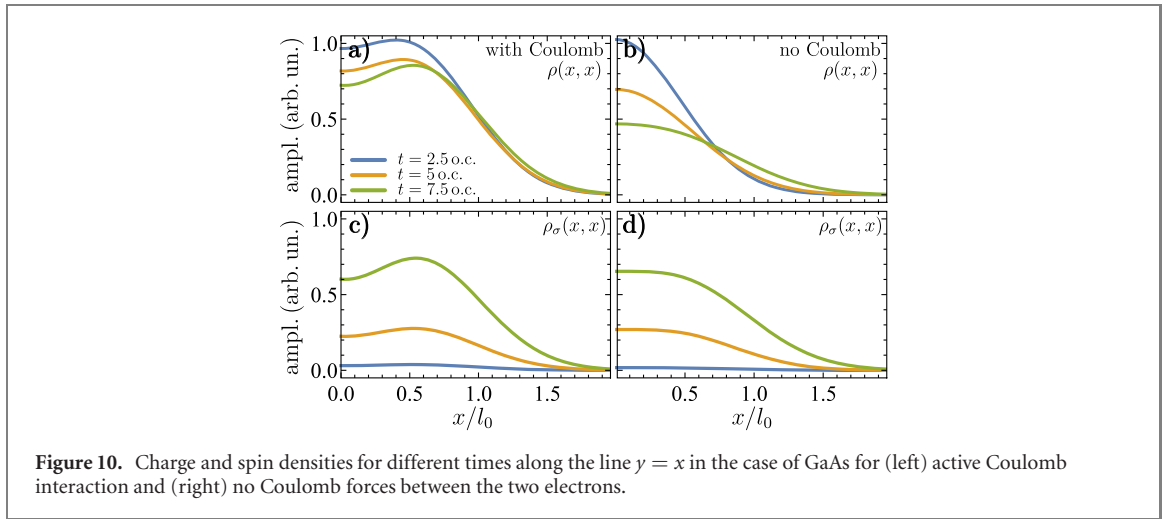 a) with Coulomb
ρ(x, x)
b) no Coulomb
ρ(x, x)
ampl. (arb. un.)
1.0
0.5
0.0
t = 2.5 o.c.
t = 5 o.c.
t = 7.5 o.c.
c) ρσ(x, x)
d) ρσ(x, x)
ampl. (arb. un.)
1.0
0.5
0.0
0.0 0.5 1.0 1.5
0.5 1.0 1.5
x/l₀
x/l₀
Figure 10. Charge and spin densities for different times along the line y = x in the case of GaAs for (left) active Coulomb
interaction and (right) no Coulomb forces between the two electrons.